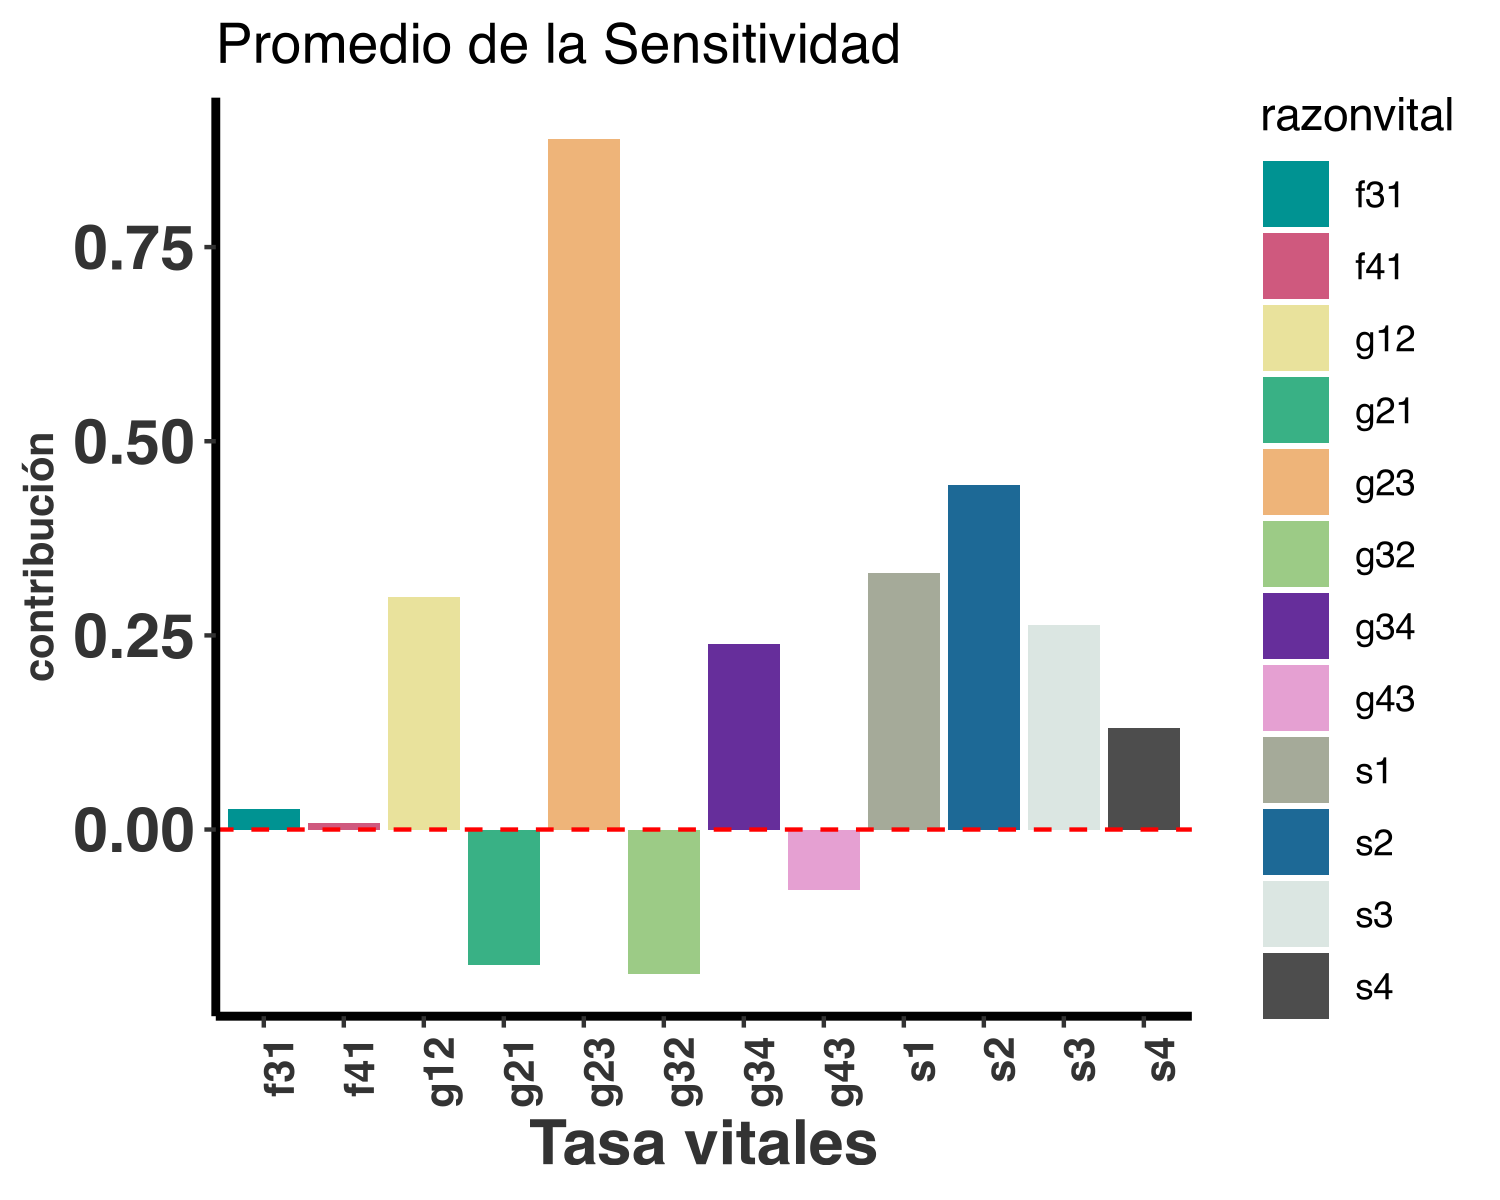 Promedio de la Sensitividad
contribución
0.75
0.50
0.25
0.00
f31
f41
g12
g21
g23
g32
g34
g43
s1
s2
s3
s4
Tasa vitales
razonvital
f31
f41
g12
g21
g23
g32
g34
g43
s1
s2
s3
s4